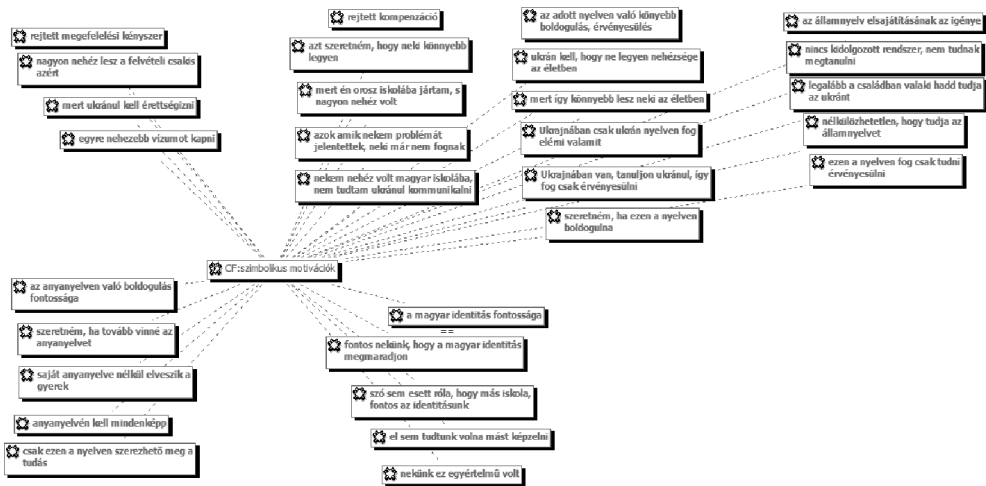 rejtett megfelelési kényszer
nagyon nehéz lesz a felvételi csakis
azért
mert ukránul kell érettségizni
egyre nehezebb vízumot kapni
rejtett kompenzáció
azt szeretném, hogy neki könnyebb
legyen
mert én orosz iskolába jártam, s
nagyon nehéz volt
azok amik nekem problémát
jelentettek, neki már nem fognak
nekem nehéz volt magyar iskolába,
nem tudtam ukránul kommunikálni
az adott nyelven való könyebb
boldogulás, érvényesülés
ukrán kell, hogy ne legyen nehézsége
az életben
mert így könnyebb lesz neki az életben
Ukrajnában csak ukrán nyelven fog
elérni valamit
Ukrajnában van, tanuljon ukránul, így
fog csak érvényesülni
szeretném, ha ezen a nyelven
boldogulna
az államnyelv elsajátításának az igénye
nincs kidolgozott rendszer, nem tudnak
megtanulni
legalább a családban valaki hadd tudja
az ukránt
nélkülözhetetlen, hogy tudja az
államnyelvet
ezen a nyelven fog csak tudni
érvényesülni
CF:szimbolikus motivációk
az anyanyelven való boldogulás
fontossága
szeretném, ha tovább vinné az
anyanyelvet
saját anyanyelve nélkül elveszik a
gyerek
anyanyelvén kell mindenképp
csak ezen a nyelven szerezhető meg a
tudás
a magyar identitás fontossága
==
fontos nekünk, hogy a magyar identitás
megmaradjon
szó sem esett róla, hogy más iskola,
fontos az identitásunk
el sem tudtunk volna mást képzelni
nekünk ez egyértelmű volt